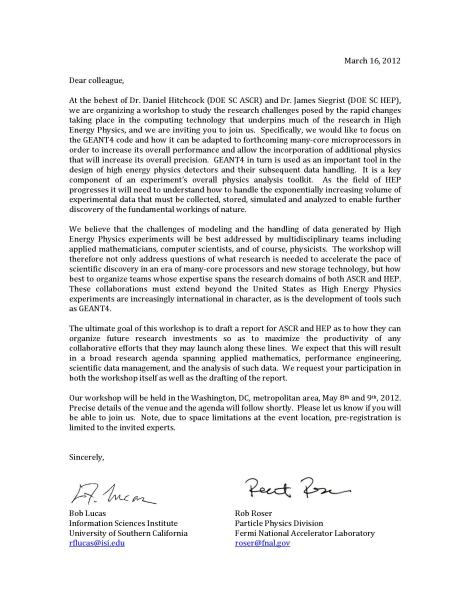 March 16, 2012
Dear colleague,
At the behest of Dr. Daniel Hitchcock (DOE SC ASCR) and Dr. James Siegrist (DOE SC HEP),
we are organizing a workshop to study the research challenges posed by the rapid changes
taking place in the computing technology that underpins much of the research in High
Energy Physics, and we are inviting you to join us. Specifically, we would like to focus on
the GEANT4 code and how it can be adapted to forthcoming many-core microprocessors in
order to increase its overall performance and allow the incorporation of additional physics
that will increase its overall precision. GEANT4 in turn is used as an important tool in the
design of high energy physics detectors and their subsequent data handling. It is a key
component of an experiment's overall physics analysis toolkit. As the field of HEP
progresses it will need to understand how to handle the exponentially increasing volume of
experimental data that must be collected, stored, simulated and analyzed to enable further
discovery of the fundamental workings of nature.
We believe that the challenges of modeling and the handling of data generated by High
Energy Physics experiments will be best addressed by multidisciplinary teams including
applied mathematicians, computer scientists, and of course, physicists. The workshop will
therefore not only address questions of what research is needed to accelerate the pace of
scientific discovery in an era of many-core processors and new storage technology, but how
best to organize teams whose expertise spans the research domains of both ASCR and HEP.
These collaborations must extend beyond the United States as High Energy Physics
experiments are increasingly international in character, as is the development of tools such
as GEANT4.
The ultimate goal of this workshop is to draft a report for ASCR and HEP as to how they can
organize future research investments so as to maximize the productivity of any
collaborative efforts that they may launch along these lines. We expect that this will result
in a broad research agenda spanning applied mathematics, performance engineering,
scientific data management, and the analysis of such data. We request your participation in
both the workshop itself as well as the drafting of the report.
Our workshop will be held in the Washington, DC, metropolitan area, May 8th and 9th, 2012.
Precise details of the venue and the agenda will follow shortly. Please let us know if you will
be able to join us. Note, due to space limitations at the event location, pre-registration is
limited to the invited experts.
Sincerely,
Bob Lucas
Information Sciences Institute
University of Southern California
rflucas@isi.edu
Rob Roser
Particle Physics Division
Fermi National Accelerator Laboratory
roser@fnal.gov